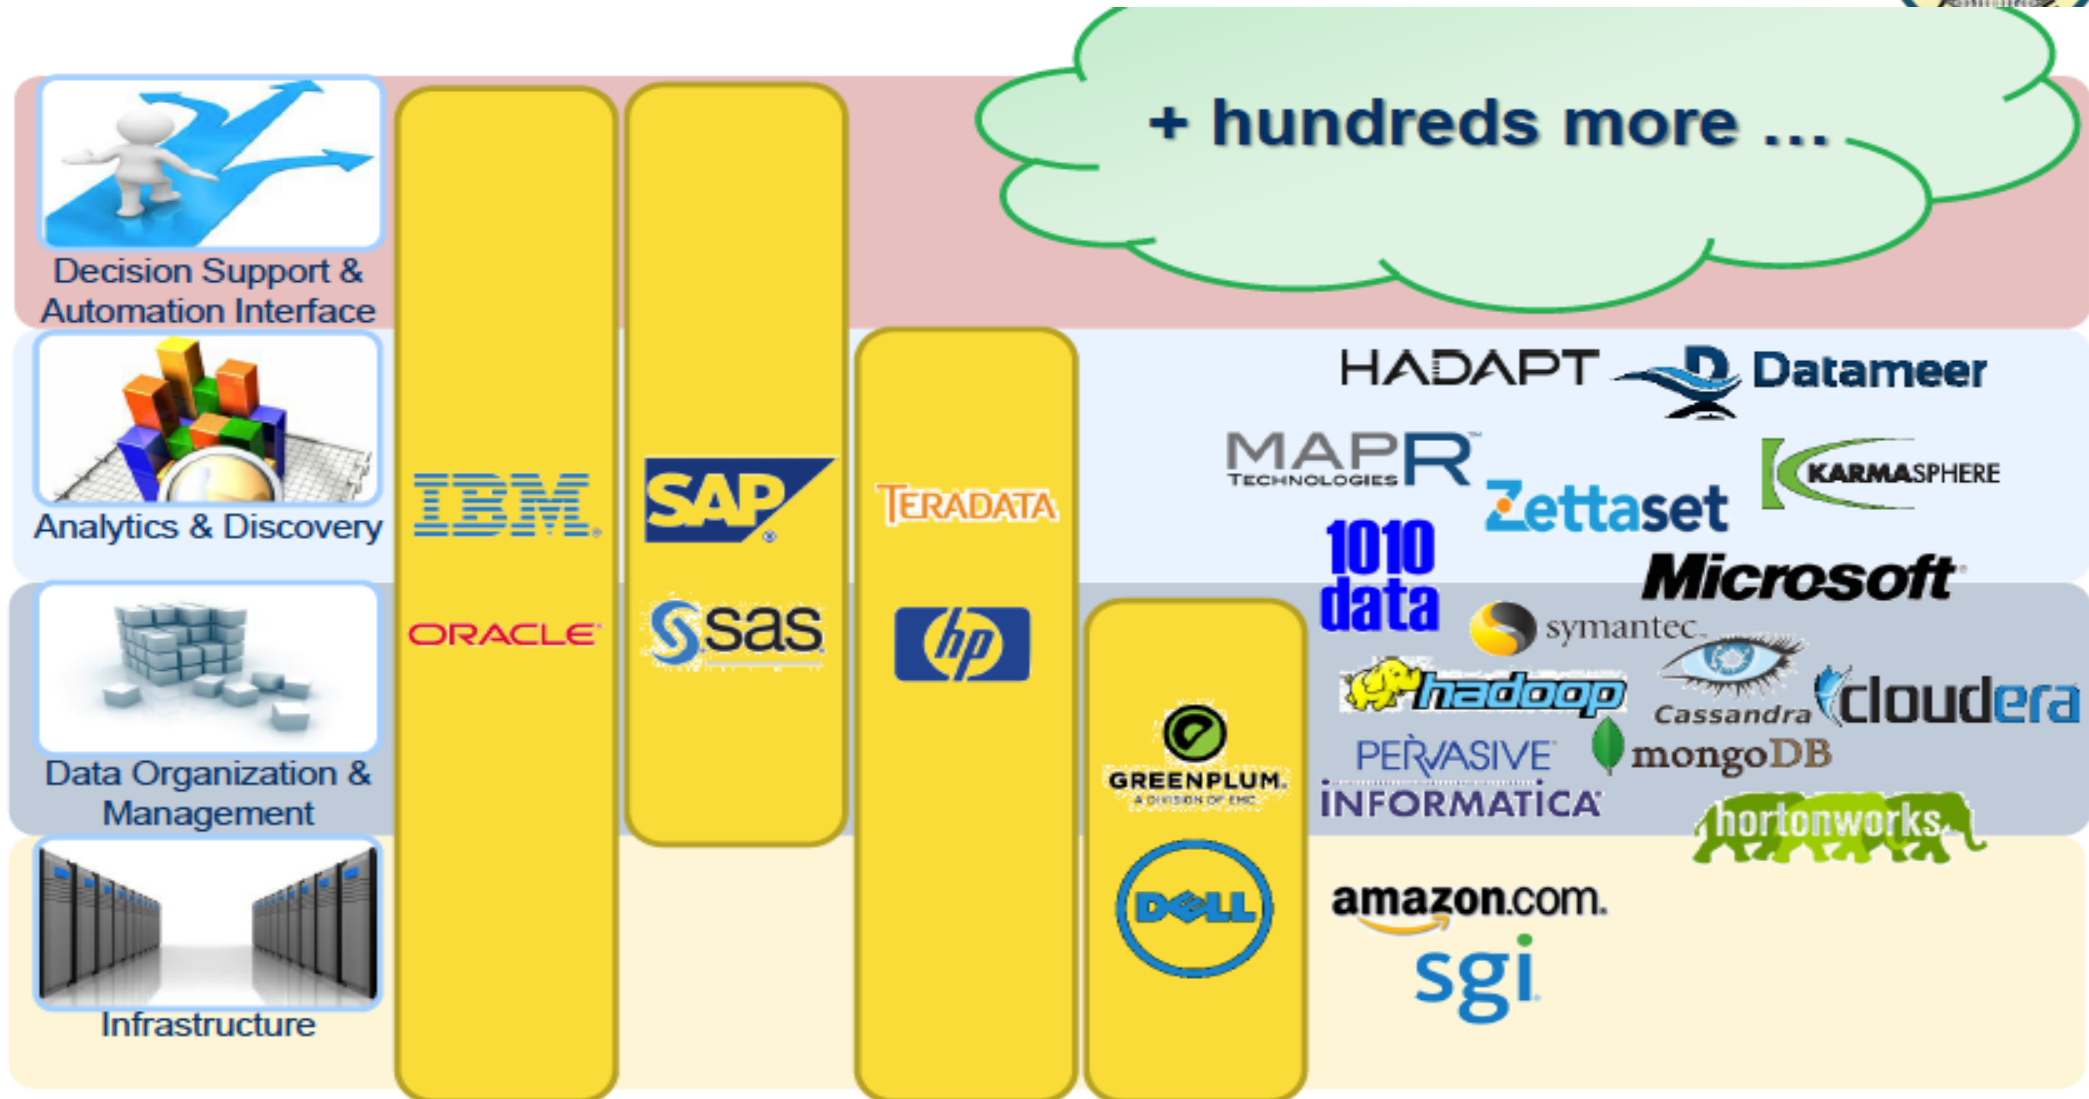 + hundreds more ...
Decision Support &
Automation Interface
Analytics & Discovery
Data Organization &
Management
Infrastructure
IBM®
ORACLE
SAP®
sas
TERADATA
hp
GREENPLUM.
A DIVISION OF EMC
DELL
HADAPT
Datameer
MAPR™
TECHNOLOGIES
KARMASPHERE
Zettaset
1010
data
Microsoft
symantec.
hadoop
Cassandra
cloudera
PERVASIVE
mongoDB
INFORMATICA
hortonworks
amazon.com.
sgi